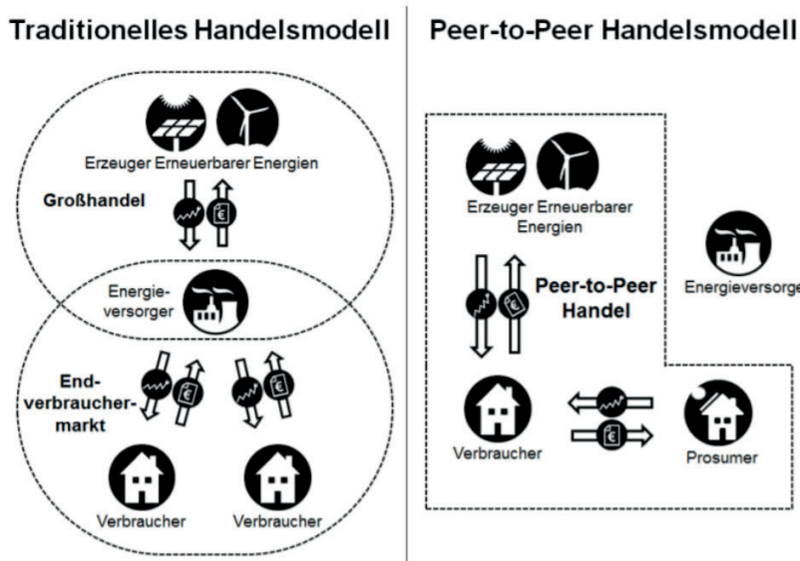 Traditionelles Handelsmodell
Erzeuger Erneuerbarer Energien
Großhandel
€
Energie-
versorger
End-
verbraucher-
markt
€
€
Verbraucher
Verbraucher
Peer-to-Peer Handelsmodell
Erzeuger Erneuerbarer
Energien
€
Peer-to-Peer
Handel
Energieversorge
Verbraucher
€
Prosumer